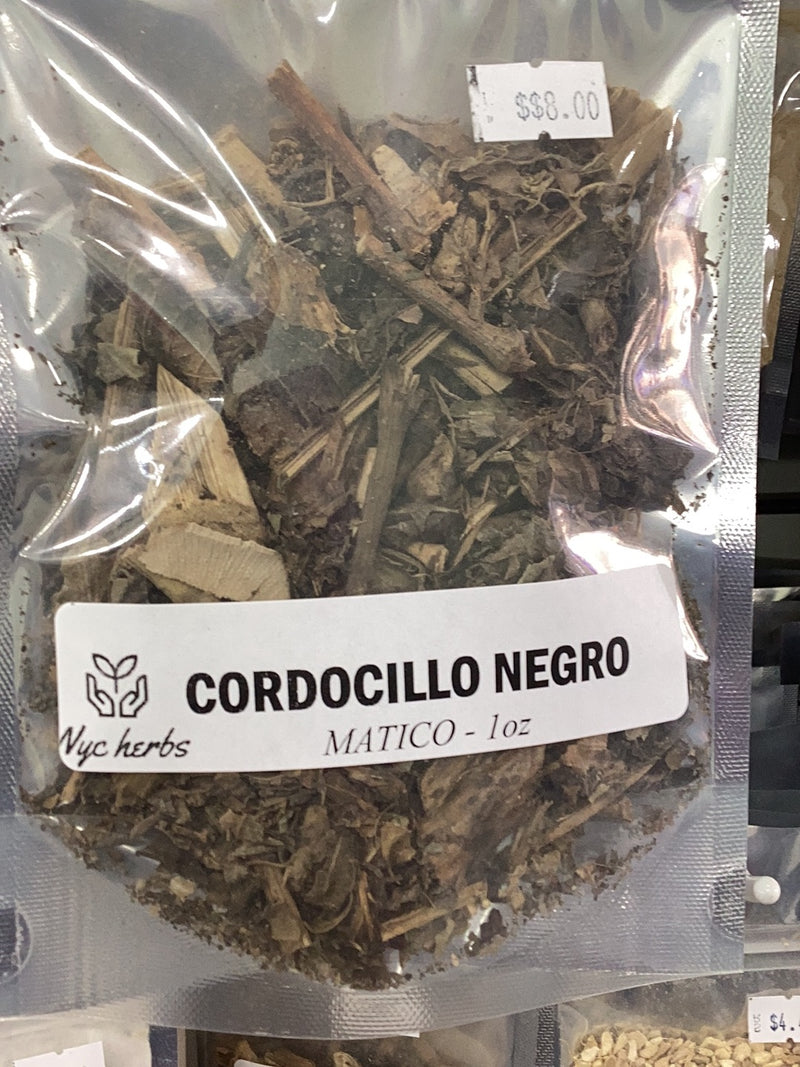 $$8.00
CORDOCILLO NEGRO
Nyc herbs
MATICO - 1oz